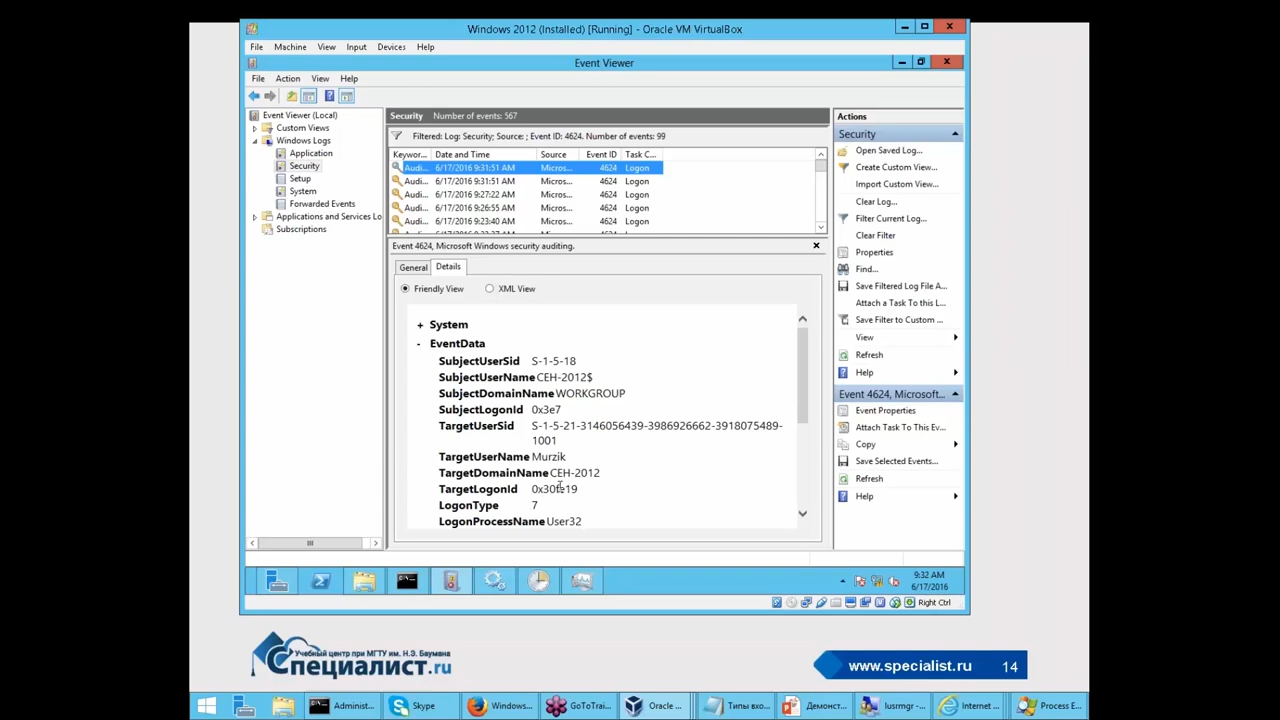 Windows 2012 (Installed) [Running] - Oracle VM VirtualBox
File Machine View Input Devices Help
Event Viewer
File Action View Help
Event Viewer (Local)
Custom Views
Windows Logs
Application
Security
Setup
System
Forwarded Events
Applications and Services Lo
Subscriptions
Security Number of events: 567
Filtered: Log: Security; Source: ; Event ID: 4624. Number of events: 99
Keywor... Date and Time Source Event ID Task C...
Audi... 6/17/2016 9:31:51 AM Micros... 4624 Logon
Audi... 6/17/2016 9:31:51 AM Micros... 4624 Logon
Audi... 6/17/2016 9:27:22 AM Micros... 4624 Logon
Audi... 6/17/2016 9:26:55 AM Micros... 4624 Logon
Audi... 6/17/2016 9:23:40 AM Micros... 4624 Logon
Event 4624, Microsoft Windows security auditing.
General Details
Friendly View XML View
+ System
- EventData
SubjectUserSid S-1-5-18
SubjectUserName CEH-2012$
SubjectDomainName WORKGROUP
SubjectLogonId 0x3e7
TargetUserSid S-1-5-21-3146056439-3986926662-3918075489-
1001
TargetUserName Murzik
TargetDomainName CEH-2012
TargetLogonId
LogonType 7
LogonProcessName User32
Actions
Security
Open Saved Log...
Create Custom View...
Import Custom View...
Clear Log...
Filter Current Log...
Clear Filter
Properties
Find...
Save Filtered Log File A...
Attach a Task To this L...
Save Filter to Custom ...
View
Refresh
Help
Event 4624, Microsoft...
Event Properties
Attach Task To This Ev...
Copy
Save Selected Events...
Refresh
Help
9:32 AM
6/17/2016
Right Ctrl
Учебный центр при МГТУ им. Н.Э. Баумана
Специалист.ru
www.specialist.ru 14
Administ... Skype Windows... GoToTrai... Oracle ... Типы вхо... Демонст... lusrmgr -... Internet ... Process E...